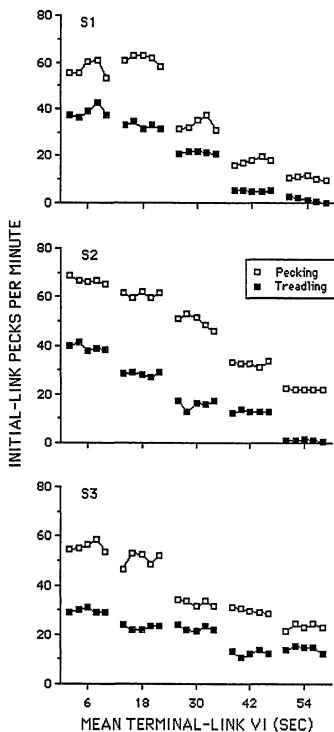 S1
80
60
40
20
0
S2
80
60
40
20
0
Pecking
Treadling
S3
80
60
40
20
0
6 18 30 42 54
INITIAL-LINK PECKS PER MINUTE
MEAN TERMINAL-LINK VI (SEC)